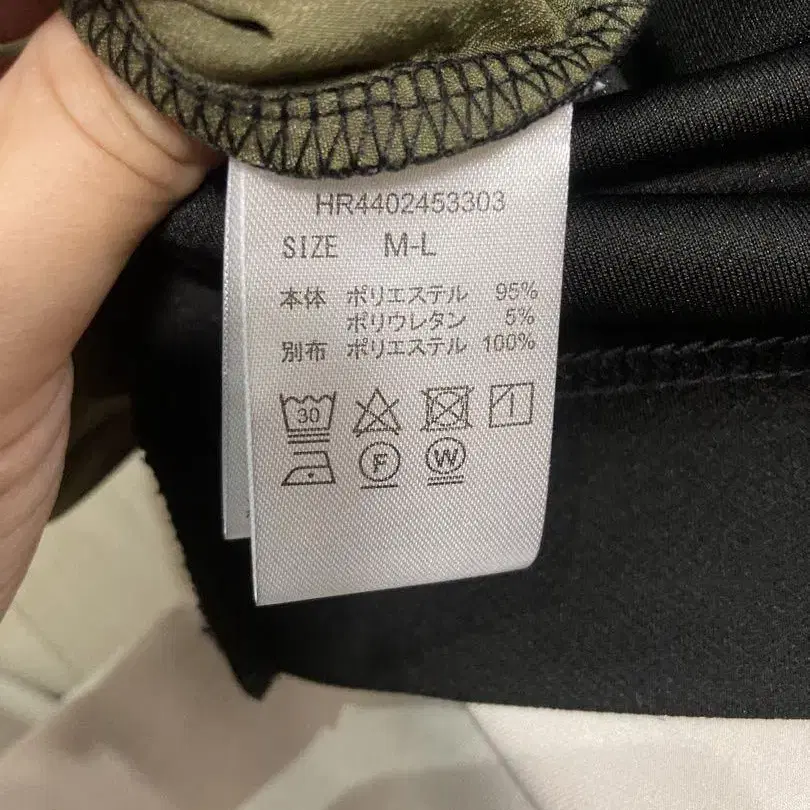 HR4402453303
SIZE M-L
本体 ポリエステル 95%
ポリウレタン 5%
別布 ポリエステル 100%
30
F W